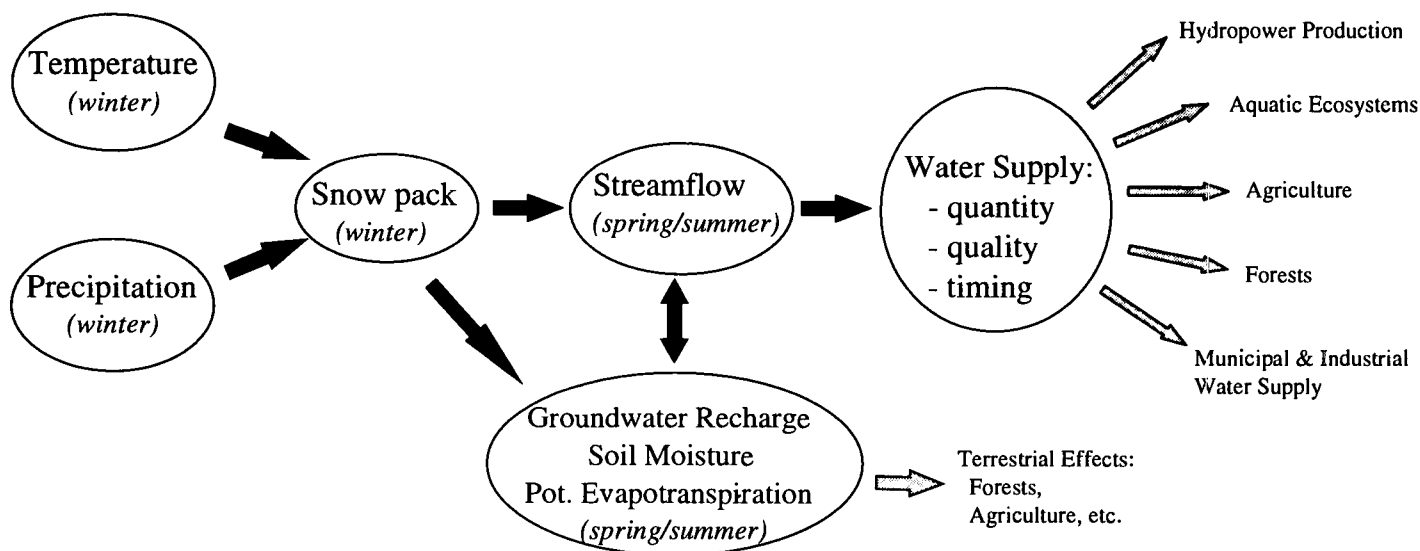 Temperature
(winter)
Precipitation
(winter)
Snow pack
(winter)
Streamflow
(spring/summer)
Groundwater Recharge
Soil Moisture
Pot. Evapotranspiration
(spring/summer)
Water Supply:
- quantity
- quality
- timing
Hydropower Production
Aquatic Ecosystems
Agriculture
Forests
Municipal & Industrial
Water Supply
Terrestrial Effects:
Forests,
Agriculture, etc.